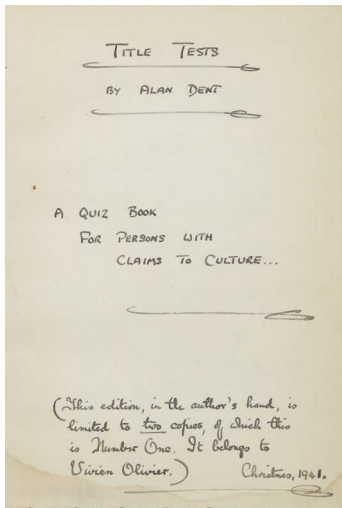 TITLE TESTS
BY ALAN DENT
A QUIZ BOOK
FOR PERSONS WITH
CLAIMS TO CULTURE...
(This edition, in the author's hand, is
limited to two copies, of which this
is Number One. It belongs to
Vivien Olivier.) Christmas, 1941.